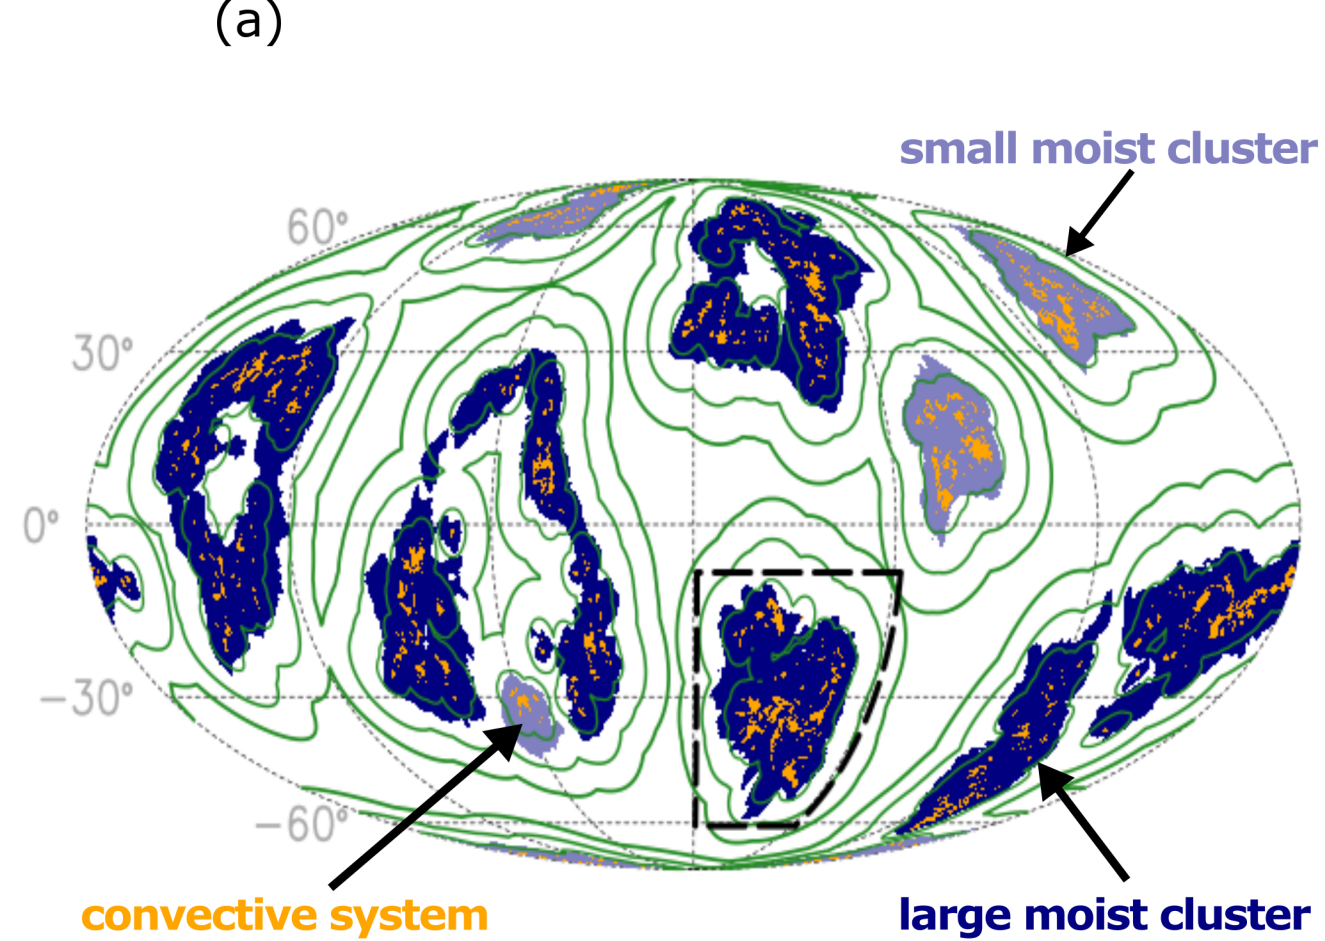 (a)
small moist cluster
60°
30°
0°
−30°
−60°
convective system
large moist cluster